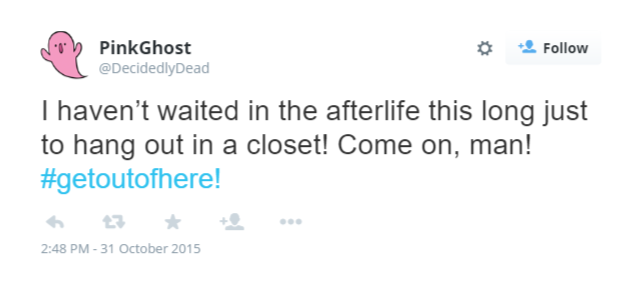 PinkGhost
@DecidedlyDead
Follow
I haven’t waited in the afterlife this long just
to hang out in a closet! Come on, man!
#getoutofhere!
2:48 PM - 31 October 2015